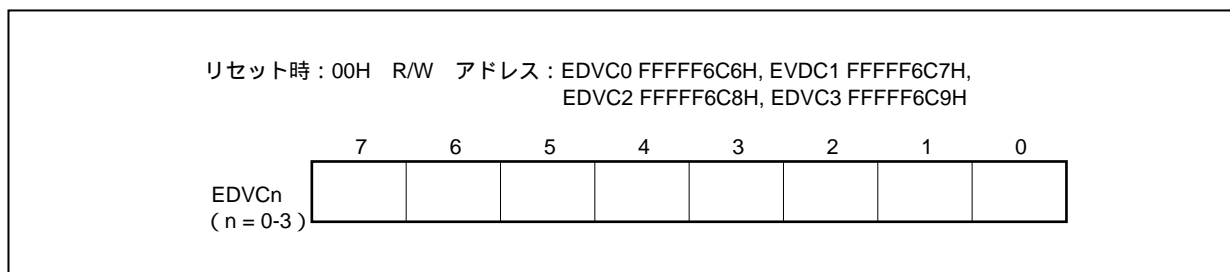 リセット時：00H R/W アドレス：EDVC0 FFFFF6C6H, EVDC1 FFFFF6C7H,
EDVC2 FFFFF6C8H, EDVC3 FFFFF6C9H
7 6 5 4 3 2 1 0
EDVCn
（n = 0-3）